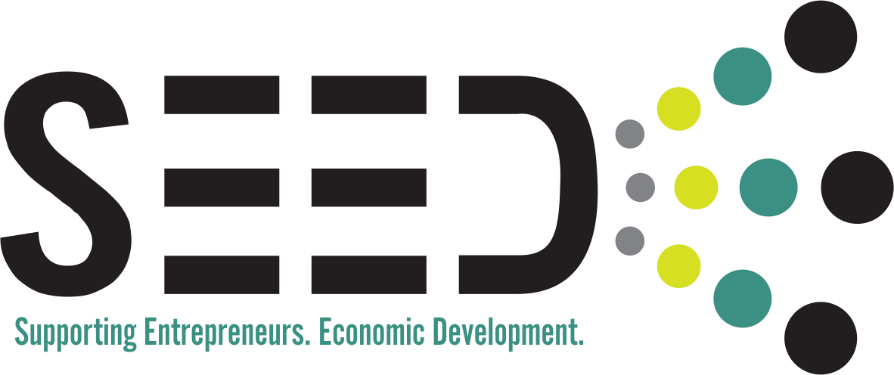 SEED
Supporting Entrepreneurs. Economic Development.